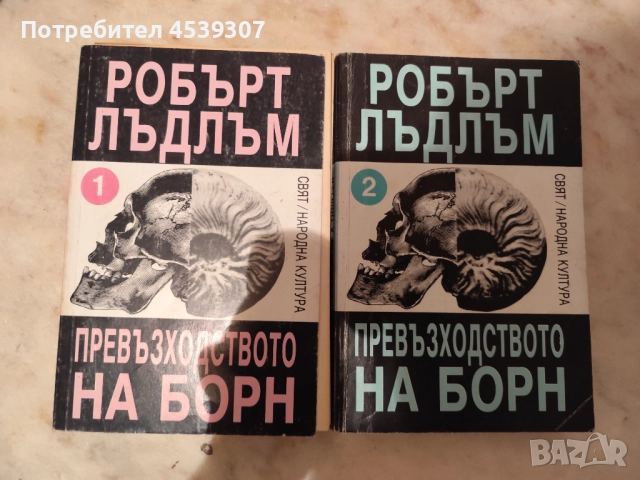 Потребител 4539307
РОБЪРТ
ЛЪДЛЪМ
1
СВЯТ/НАРОДНА КУЛТУРА
ПРЕВЪЗХОДСТВОТО
НА БОРН
РОБЪРТ
ЛЪДЛЪМ
2
СВЯТ/НАРОДНА КУЛТУРА
ПРЕВЪЗХОДСТВОТО
НА БОРН
BAZAR